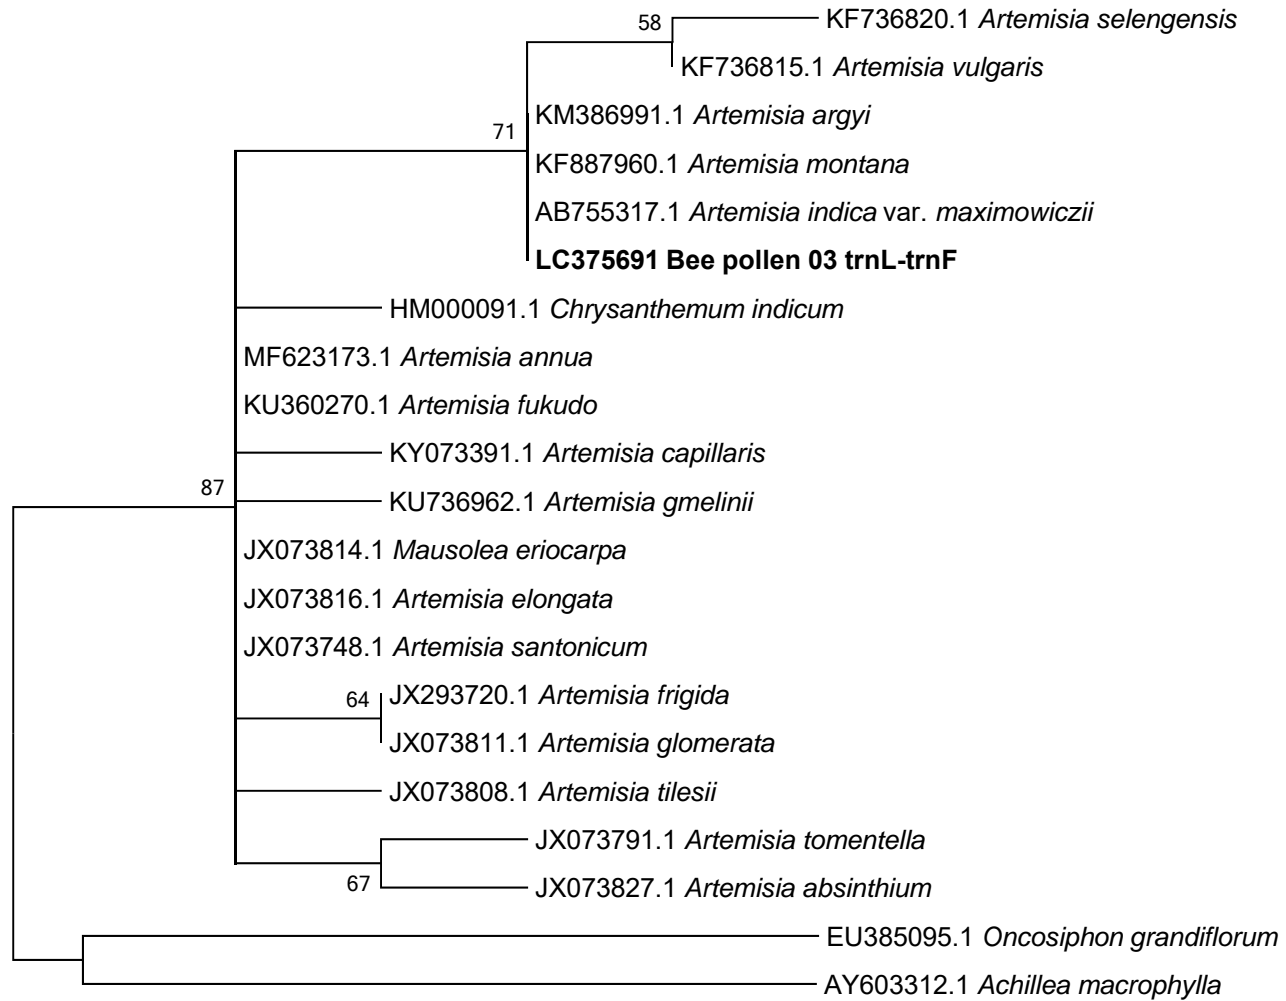 58
KF736820.1 Artemisia selengensis
KF736815.1 Artemisia vulgaris
71
KM386991.1 Artemisia argyi
KF887960.1 Artemisia montana
AB755317.1 Artemisia indica var. maximowiczii
LC375691 Bee pollen 03 trnL-trnF
HM000091.1 Chrysanthemum indicum
MF623173.1 Artemisia annua
KU360270.1 Artemisia fukudo
KY073391.1 Artemisia capillaris
87
KU736962.1 Artemisia gmelinii
JX073814.1 Mausolea eriocarpa
JX073816.1 Artemisia elongata
JX073748.1 Artemisia santonicum
64
JX293720.1 Artemisia frigida
JX073811.1 Artemisia glomerata
JX073808.1 Artemisia tilesii
JX073791.1 Artemisia tomentella
67
JX073827.1 Artemisia absinthium
EU385095.1 Oncosiphon grandiflorum
AY603312.1 Achillea macrophylla